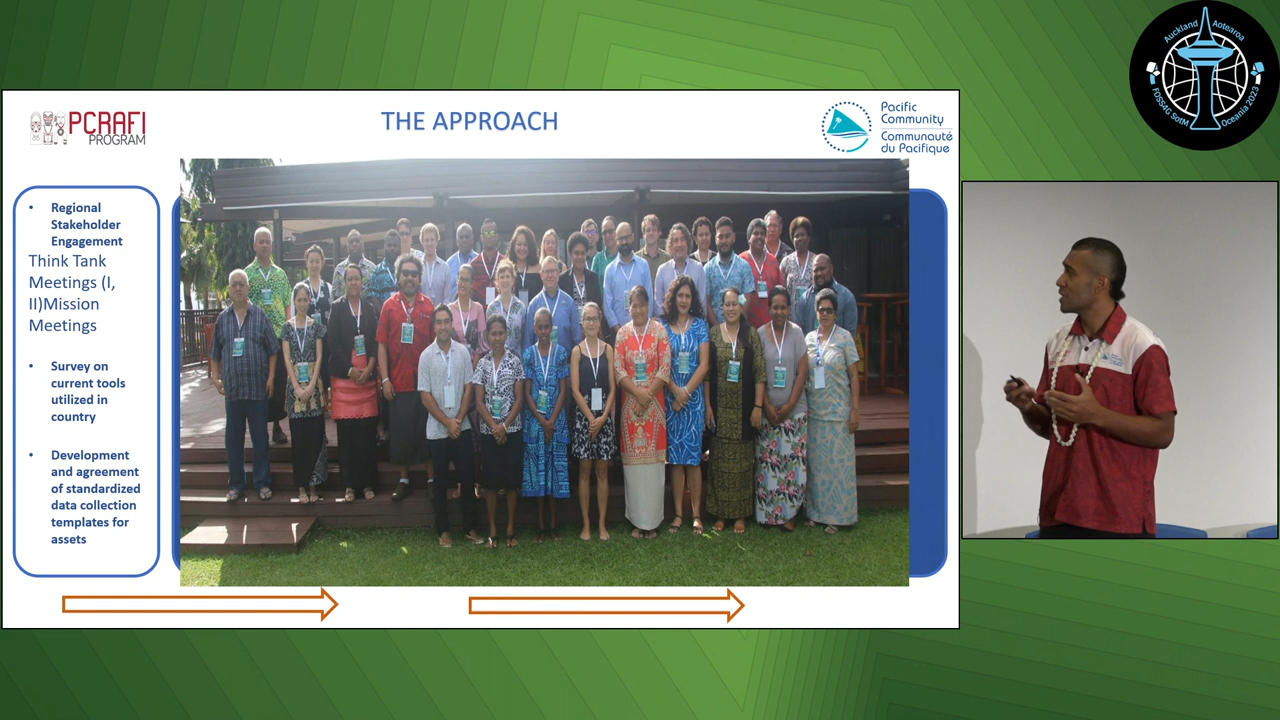 PCRAFI
PROGRAM
THE APPROACH
Pacific
Community
Communauté
du Pacifique
• Regional
Stakeholder
Engagement
Think Tank
Meetings (I,
II)Mission
Meetings
• Survey on
current tools
utilized in
country
• Development
and agreement
of standardized
data collection
templates for
assets
Auckland Aotearoa
FOSS4G SotM Oceania 2023